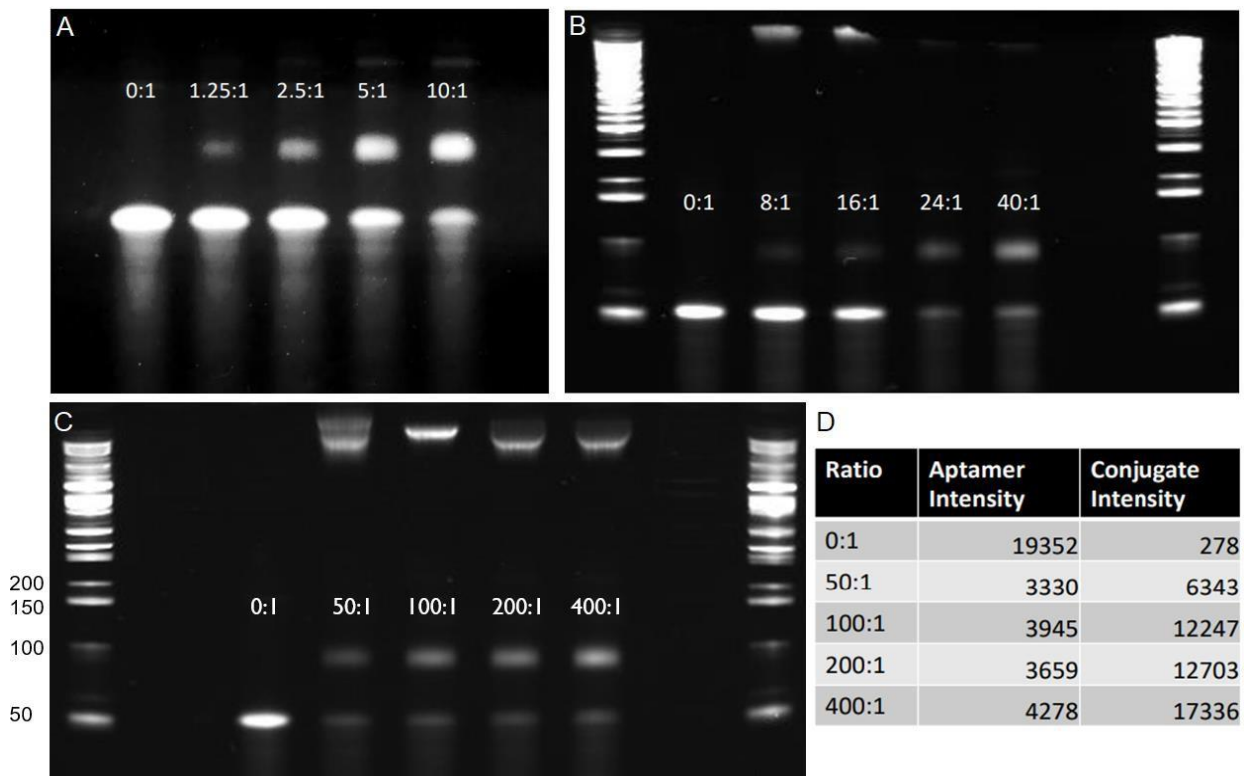 A
0:1 1.25:1 2.5:1 5:1 10:1
B
0:1 8:1 16:1 24:1 40:1
C
200
150
0:1 50:1 100:1 200:1 400:1
100
50
D
Ratio Aptamer Intensity Conjugate Intensity
0:1 19352 278
50:1 3330 6343
100:1 3945 12247
200:1 3659 12703
400:1 4278 17336